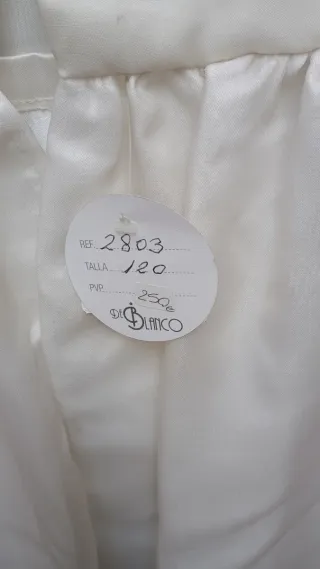 REF. 2803
TALLA 120
PVP. 250€
DE BLANCO